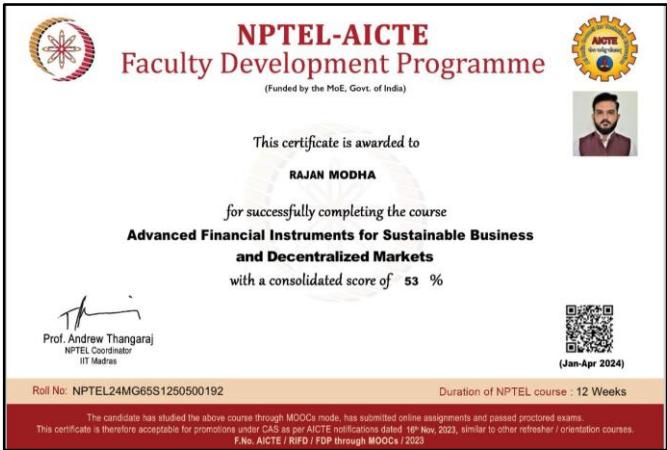 NPTEL-AICTE
Faculty Development Programme
(Funded by the MoE, Govt. of India)
AICTE
This certificate is awarded to
RAJAN MODHA
for successfully completing the course
Advanced Financial Instruments for Sustainable Business
and Decentralized Markets
with a consolidated score of 53 %
Prof. Andrew Thangaraj
NPTEL Coordinator
IIT Madras
(Jan-Apr 2024)
Roll No: NPTEL24MG65S1250500192
Duration of NPTEL course : 12 Weeks
The candidate has studied the above course through MOOCs mode, has submitted online assignments and passed proctored exams.
This certificate is therefore acceptable for promotions under CAS as per AICTE notifications dated 16th Nov, 2023, similar to other refresher / orientation courses.
F.No. AICTE / RIFD / FDP through MOOCs / 2023